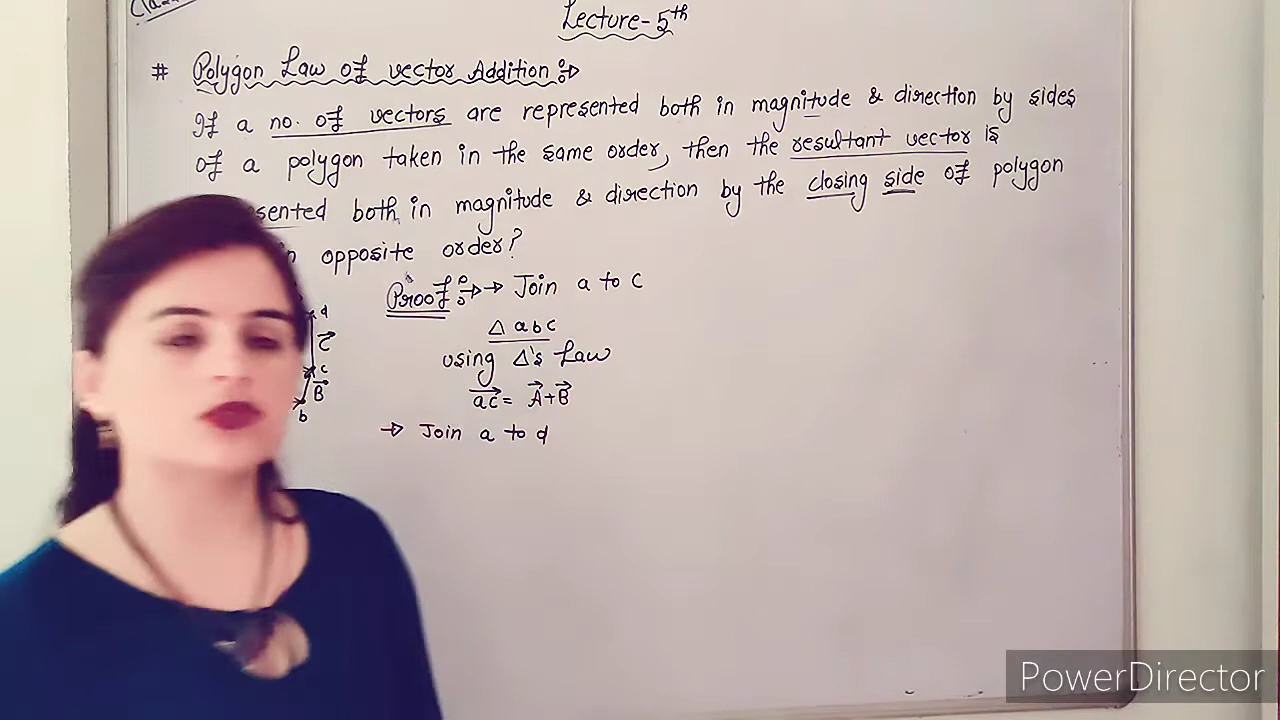 Lecture-5th
# Polygon Law of vector Addition :→
If a no. of vectors are represented both in magnitude & direction by sides
of a polygon taken in the same order, then the resultant vector is
both in magnitude & direction by the closing side of polygon
opposite order?
Proof :→→ Join a to c
Δ abc
using Δ's Law
ac = A+B
→ Join a to d
d
C
c
B
b
PowerDirector